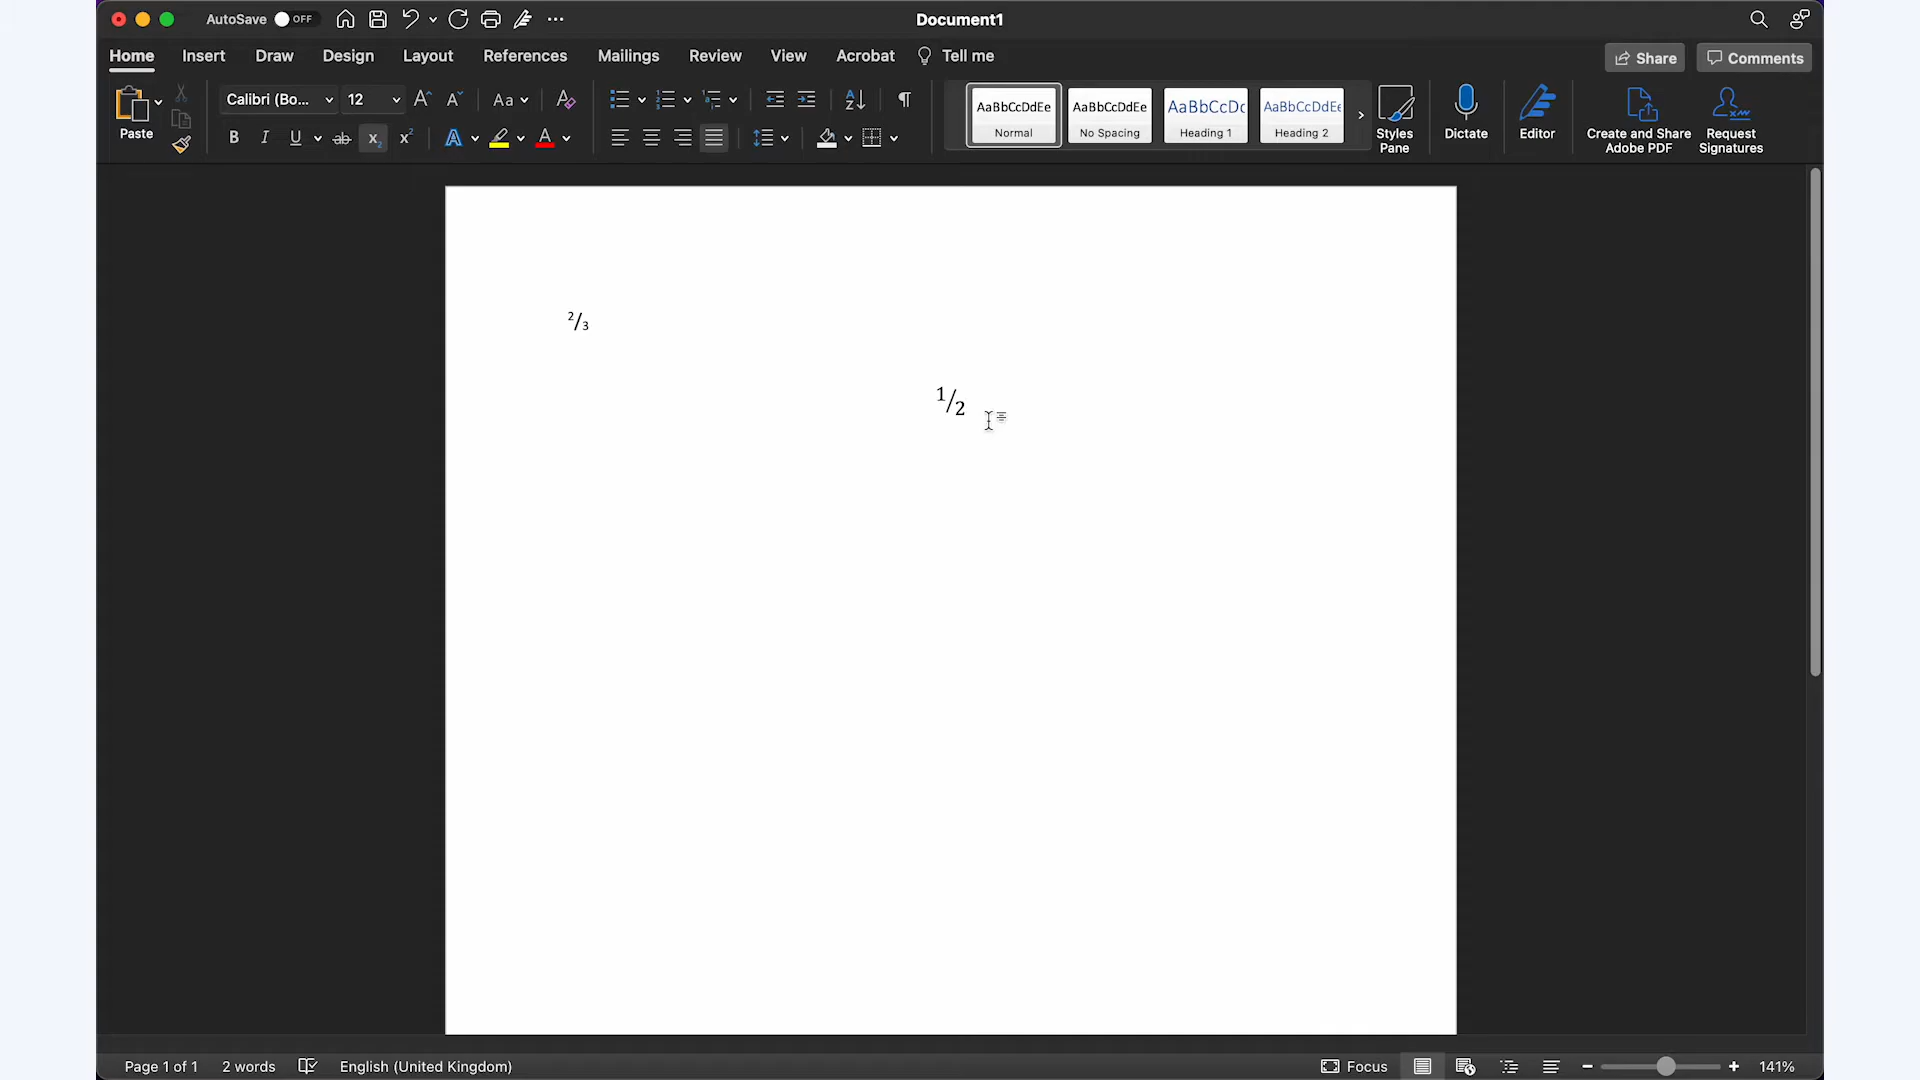 AutoSave OFF Document1
Home Insert Draw Design Layout References Mailings Review View Acrobat Tell me Share Comments
Paste Calibri (Bo... 12 Aa
AaBbCcDdEe AaBbCcDdEe AaBbCcDc AaBbCcDdEe
Normal No Spacing Heading 1 Heading 2
Styles Pane Dictate Editor Create and Share Adobe PDF Request Signatures
B I U ab x₂ x² A A
²/₃
¹/₂
Page 1 of 1 2 words English (United Kingdom) Focus 141%